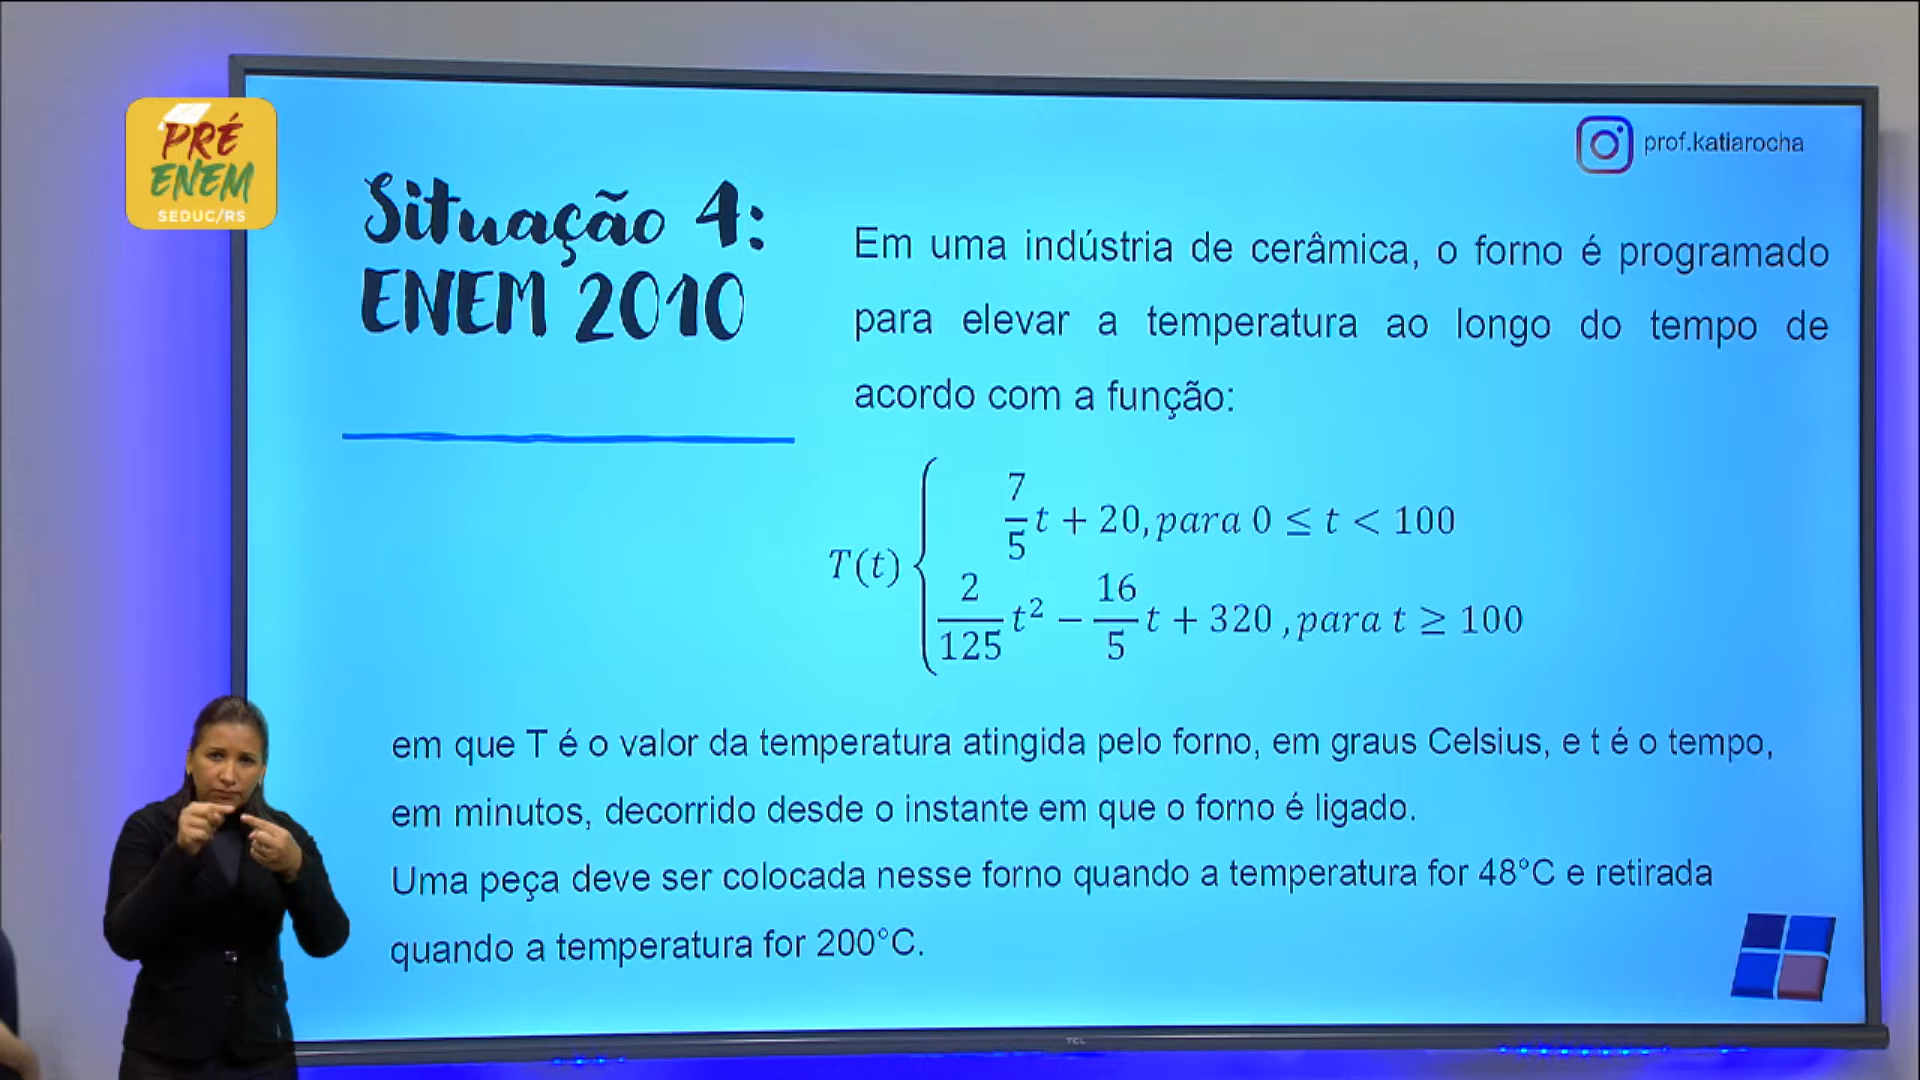 PRÉ
ENEM
SEDUC/RS
prof.katiarocha
Situação 4:
ENEM 2010
Em uma indústria de cerâmica, o forno é programado
para elevar a temperatura ao longo do tempo de
acordo com a função:
T(t) { 7/5 t + 20, para 0 ≤ t < 100
2/125 t² − 16/5 t + 320 , para t ≥ 100
em que T é o valor da temperatura atingida pelo forno, em graus Celsius, e t é o tempo,
em minutos, decorrido desde o instante em que o forno é ligado.
Uma peça deve ser colocada nesse forno quando a temperatura for 48°C e retirada
quando a temperatura for 200°C.
TCL